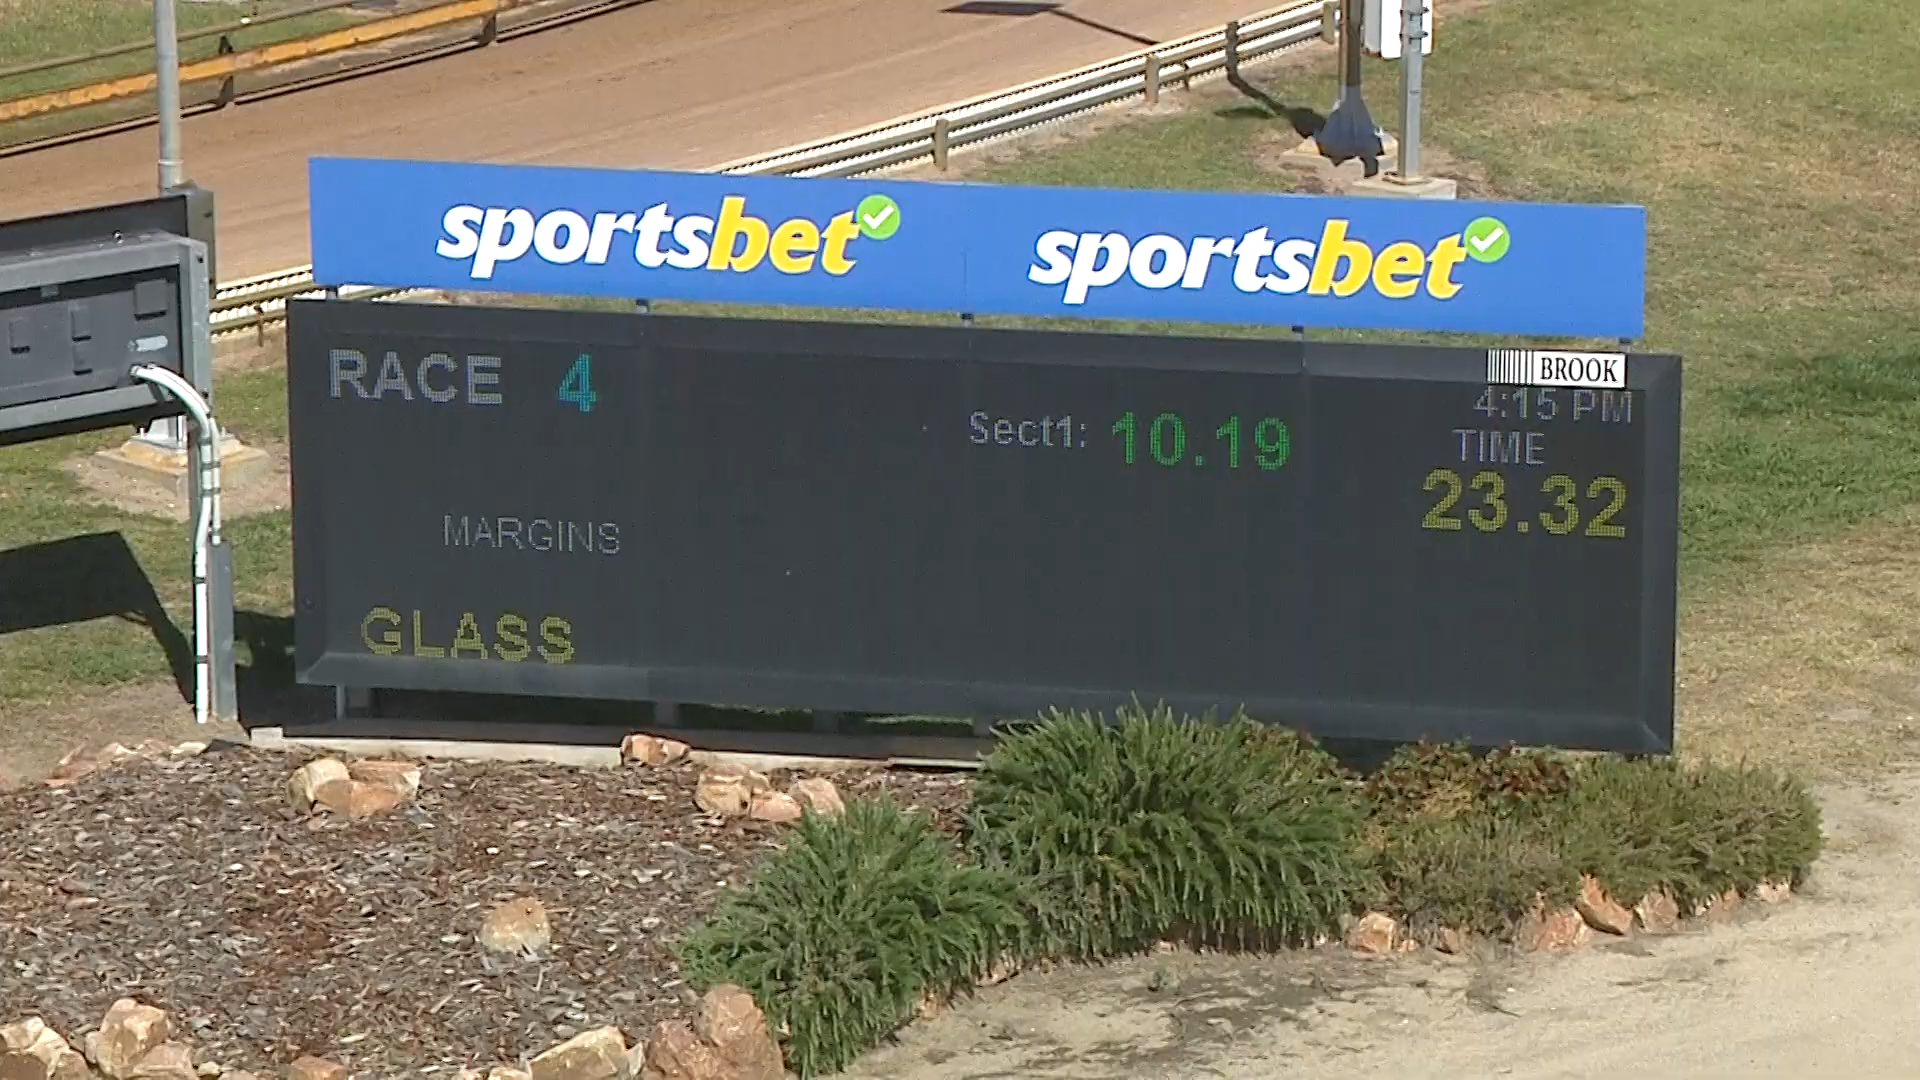 sportsbet sportsbet
BROOK
RACE 4
4:15 PM
Sect1: 10.19
TIME
23.32
MARGINS
GLASS